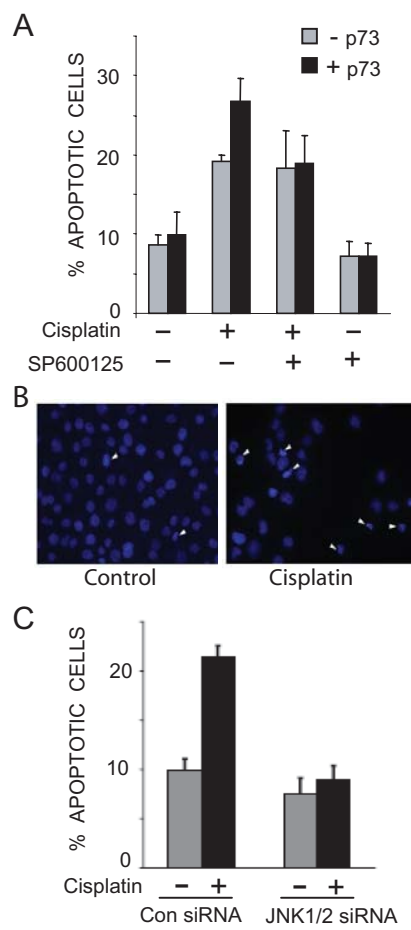 A
- p73
+ p73
% APOPTOTIC CELLS
30
20
10
0
Cisplatin − + + −
SP600125 − − + +
B
Control Cisplatin
C
% APOPTOTIC CELLS
20
10
0
Cisplatin − + − +
Con siRNA JNK1/2 siRNA